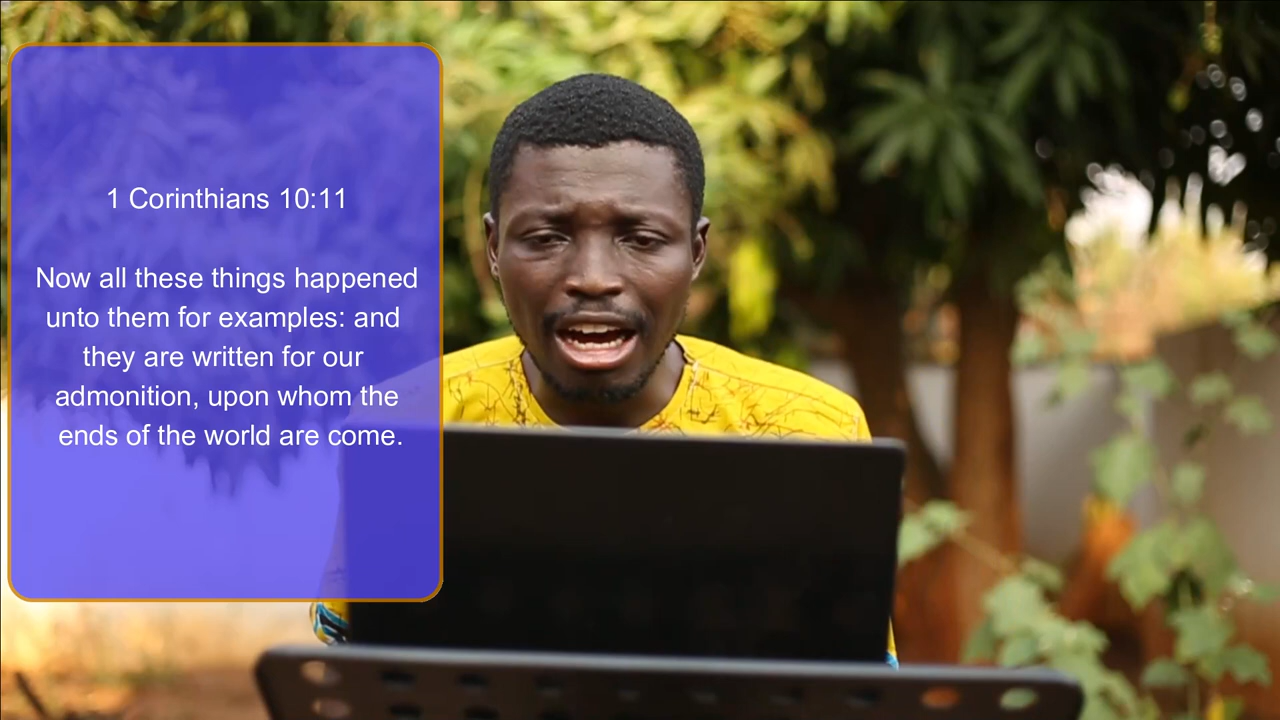 1 Corinthians 10:11
Now all these things happened
unto them for examples: and
they are written for our
admonition, upon whom the
ends of the world are come.